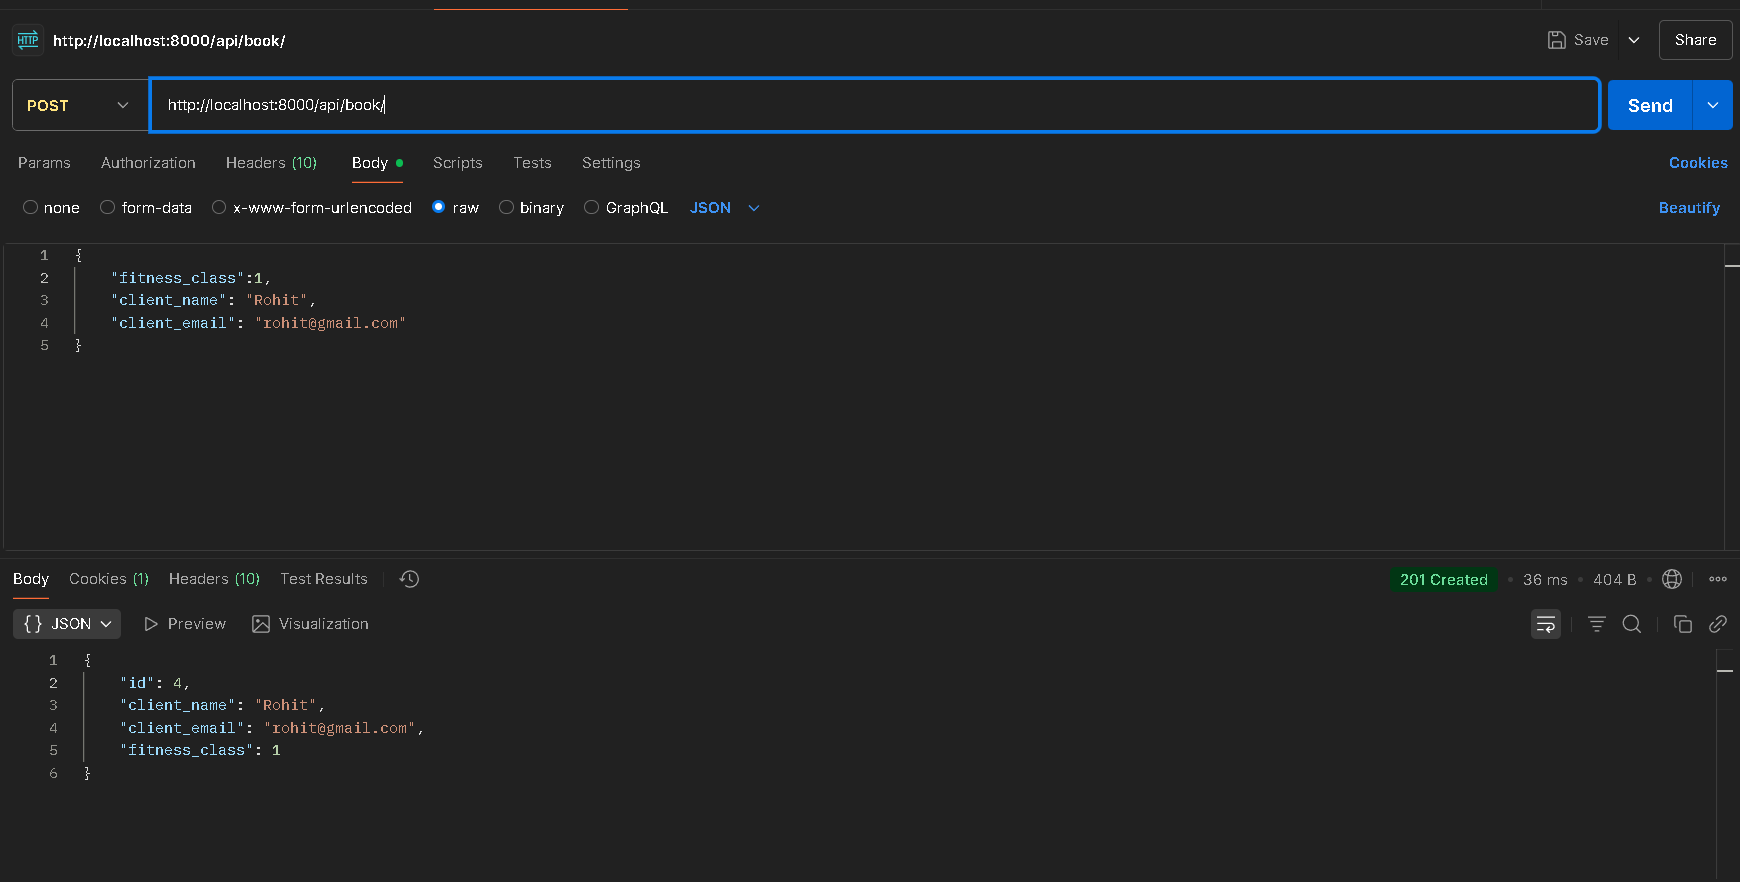 HTTP http://localhost:8000/api/book/ Save Share
POST http://localhost:8000/api/book/ Send
Params Authorization Headers (10) Body Scripts Tests Settings Cookies
none form-data x-www-form-urlencoded raw binary GraphQL JSON Beautify
1 {
2 "fitness_class":1,
3 "client_name": "Rohit",
4 "client_email": "rohit@gmail.com"
5 }
Body Cookies (1) Headers (10) Test Results 201 Created • 36 ms • 404 B •
{} JSON Preview Visualization
1 {
2 "id": 4,
3 "client_name": "Rohit",
4 "client_email": "rohit@gmail.com",
5 "fitness_class": 1
6 }